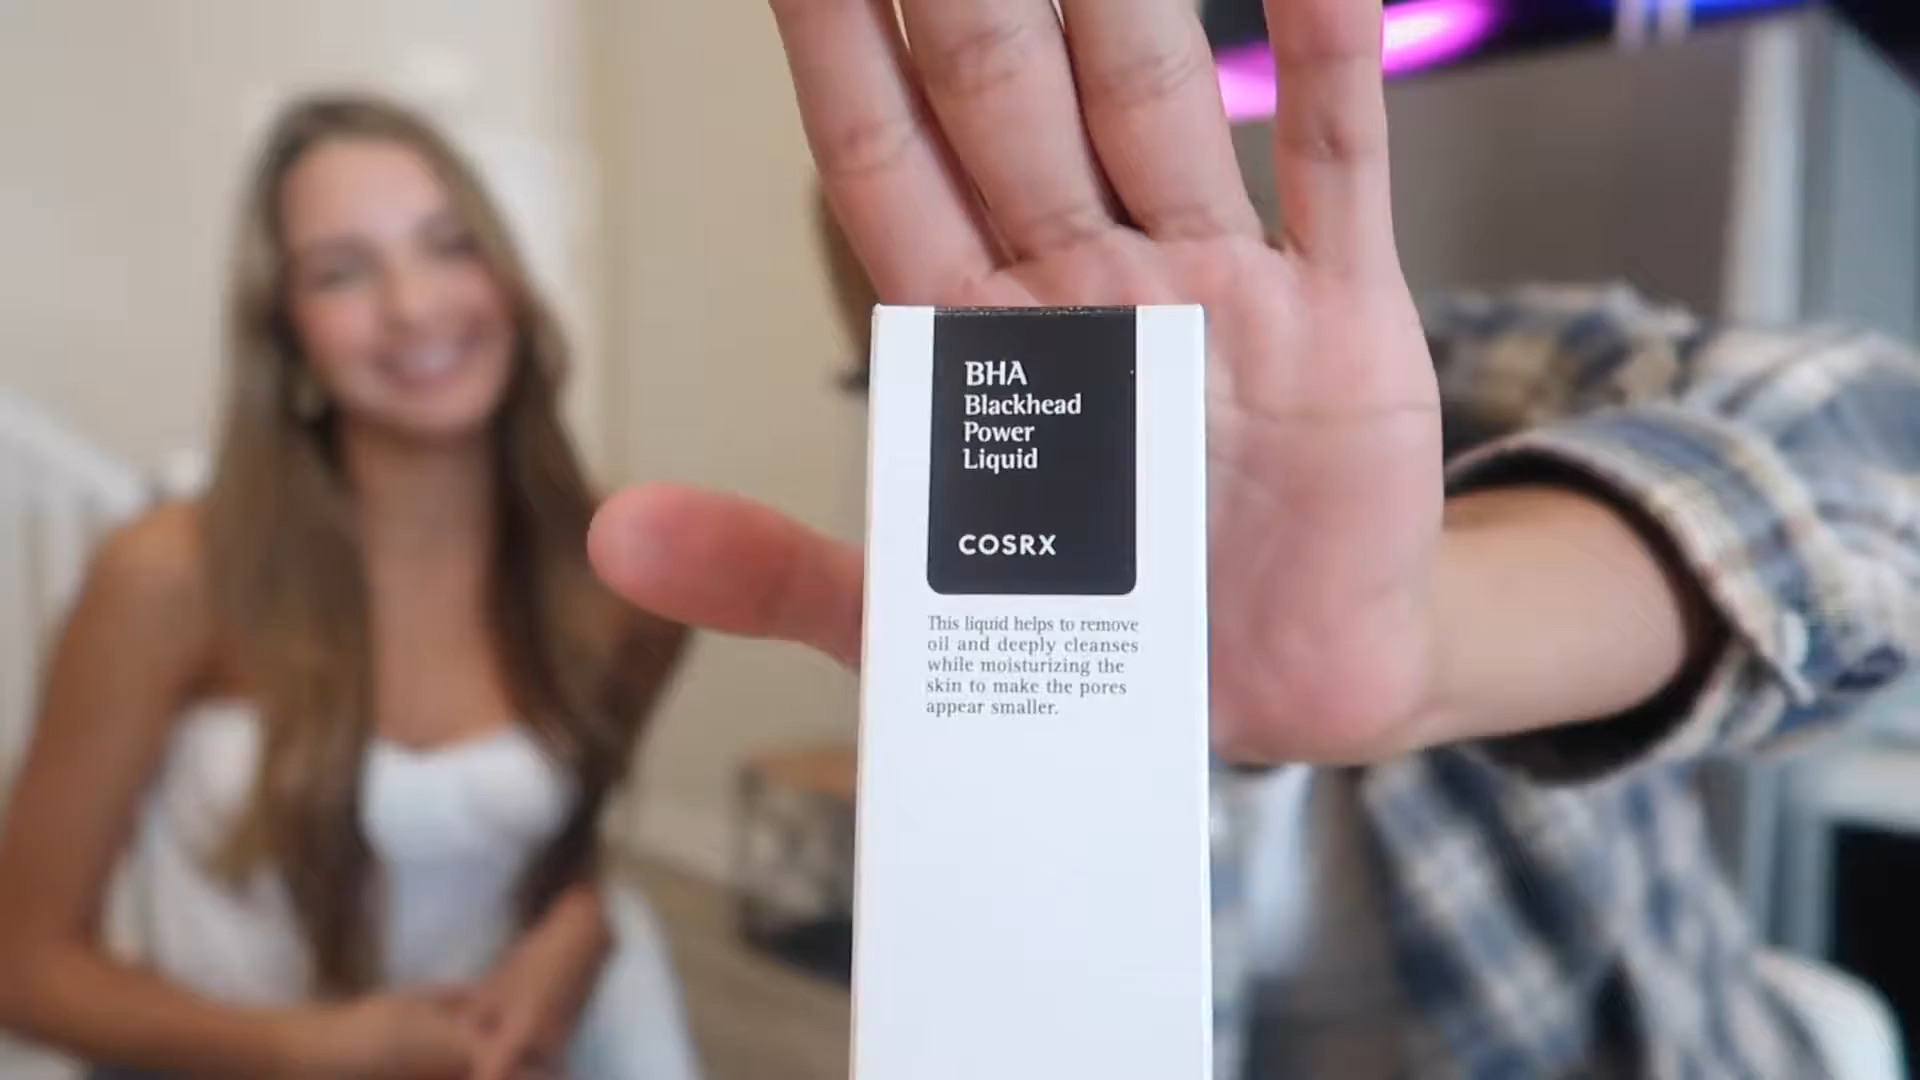 BHA
Blackhead
Power
Liquid
COSRX
This liquid helps to remove
oil and deeply cleanses
while moisturizing the
skin to make the pores
appear smaller.